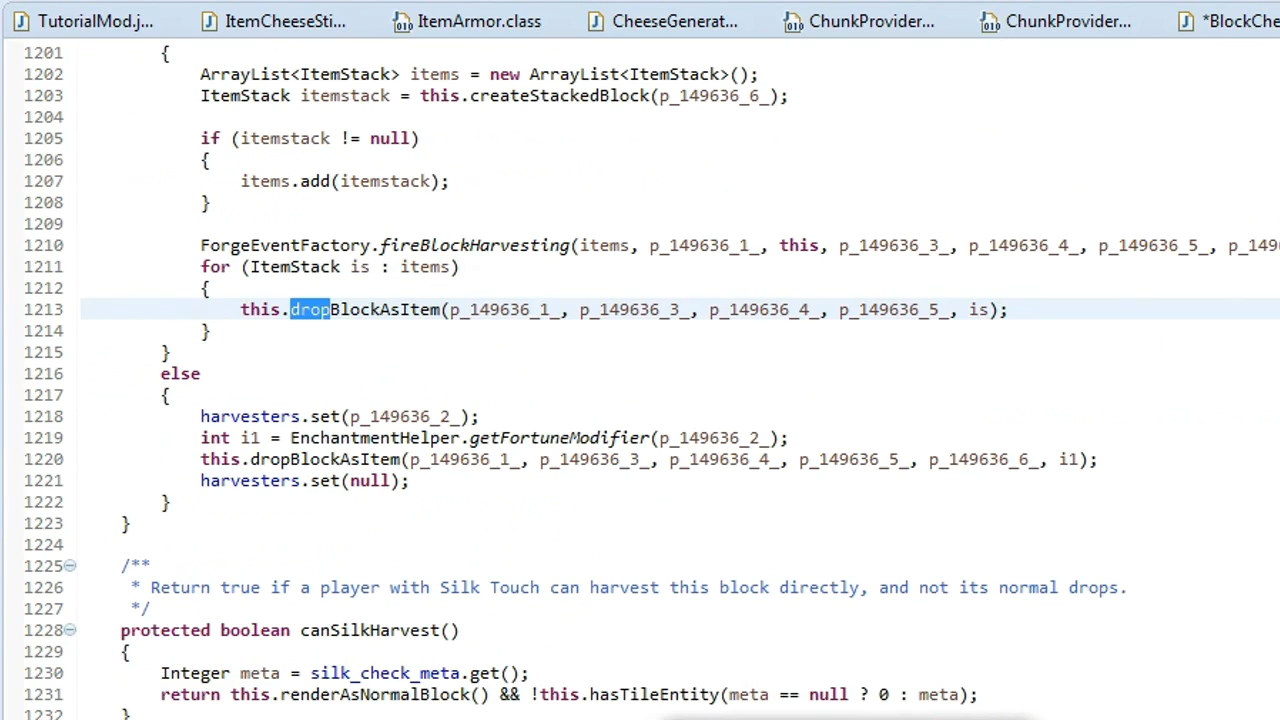 TutorialMod.j... ItemCheeseSti... ItemArmor.class CheeseGenerat... ChunkProvider... ChunkProvider... *BlockChe
1201 {
1202 ArrayList<ItemStack> items = new ArrayList<ItemStack>();
1203 ItemStack itemstack = this.createStackedBlock(p_149636_6_);
1204
1205 if (itemstack != null)
1206 {
1207 items.add(itemstack);
1208 }
1209
1210 ForgeEventFactory.fireBlockHarvesting(items, p_149636_1_, this, p_149636_3_, p_149636_4_, p_149636_5_, p_149
1211 for (ItemStack is : items)
1212 {
1213 this.dropBlockAsItem(p_149636_1_, p_149636_3_, p_149636_4_, p_149636_5_, is);
1214 }
1215 }
1216 else
1217 {
1218 harvesters.set(p_149636_2_);
1219 int i1 = EnchantmentHelper.getFortuneModifier(p_149636_2_);
1220 this.dropBlockAsItem(p_149636_1_, p_149636_3_, p_149636_4_, p_149636_5_, p_149636_6_, i1);
1221 harvesters.set(null);
1222 }
1223 }
1224
1225 /**
1226 * Return true if a player with Silk Touch can harvest this block directly, and not its normal drops.
1227 */
1228 protected boolean canSilkHarvest()
1229 {
1230 Integer meta = silk_check_meta.get();
1231 return this.renderAsNormalBlock() && !this.hasTileEntity(meta == null ? 0 : meta);
1232 }